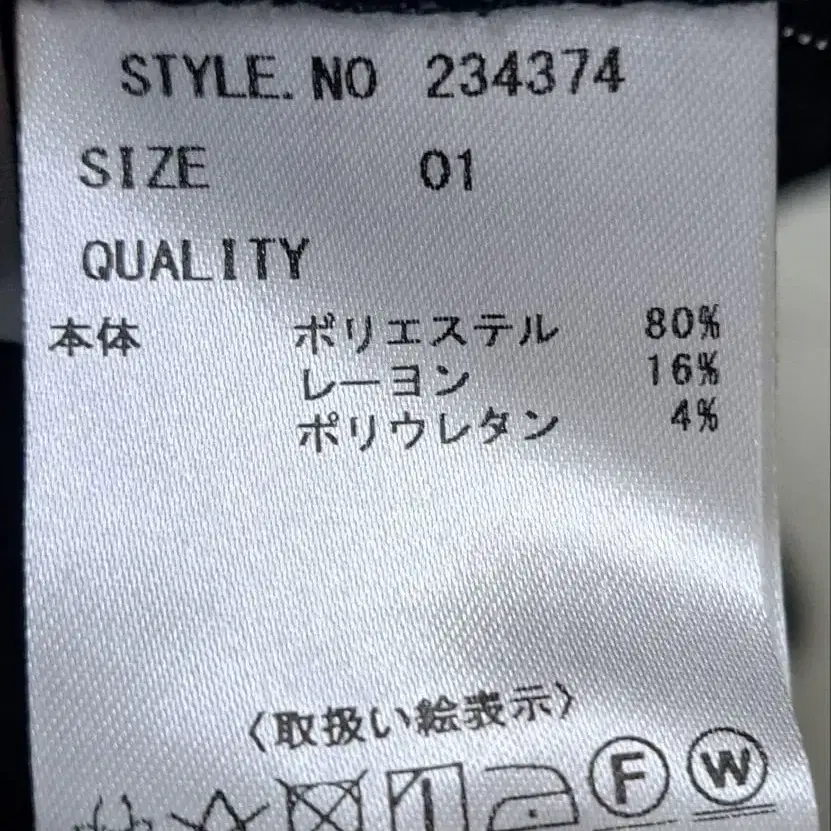 STYLE.NO 234374
SIZE 01
QUALITY
本体 ポリエステル 80%
レーヨン 16%
ポリウレタン 4%
〈取扱い絵表示〉
F W